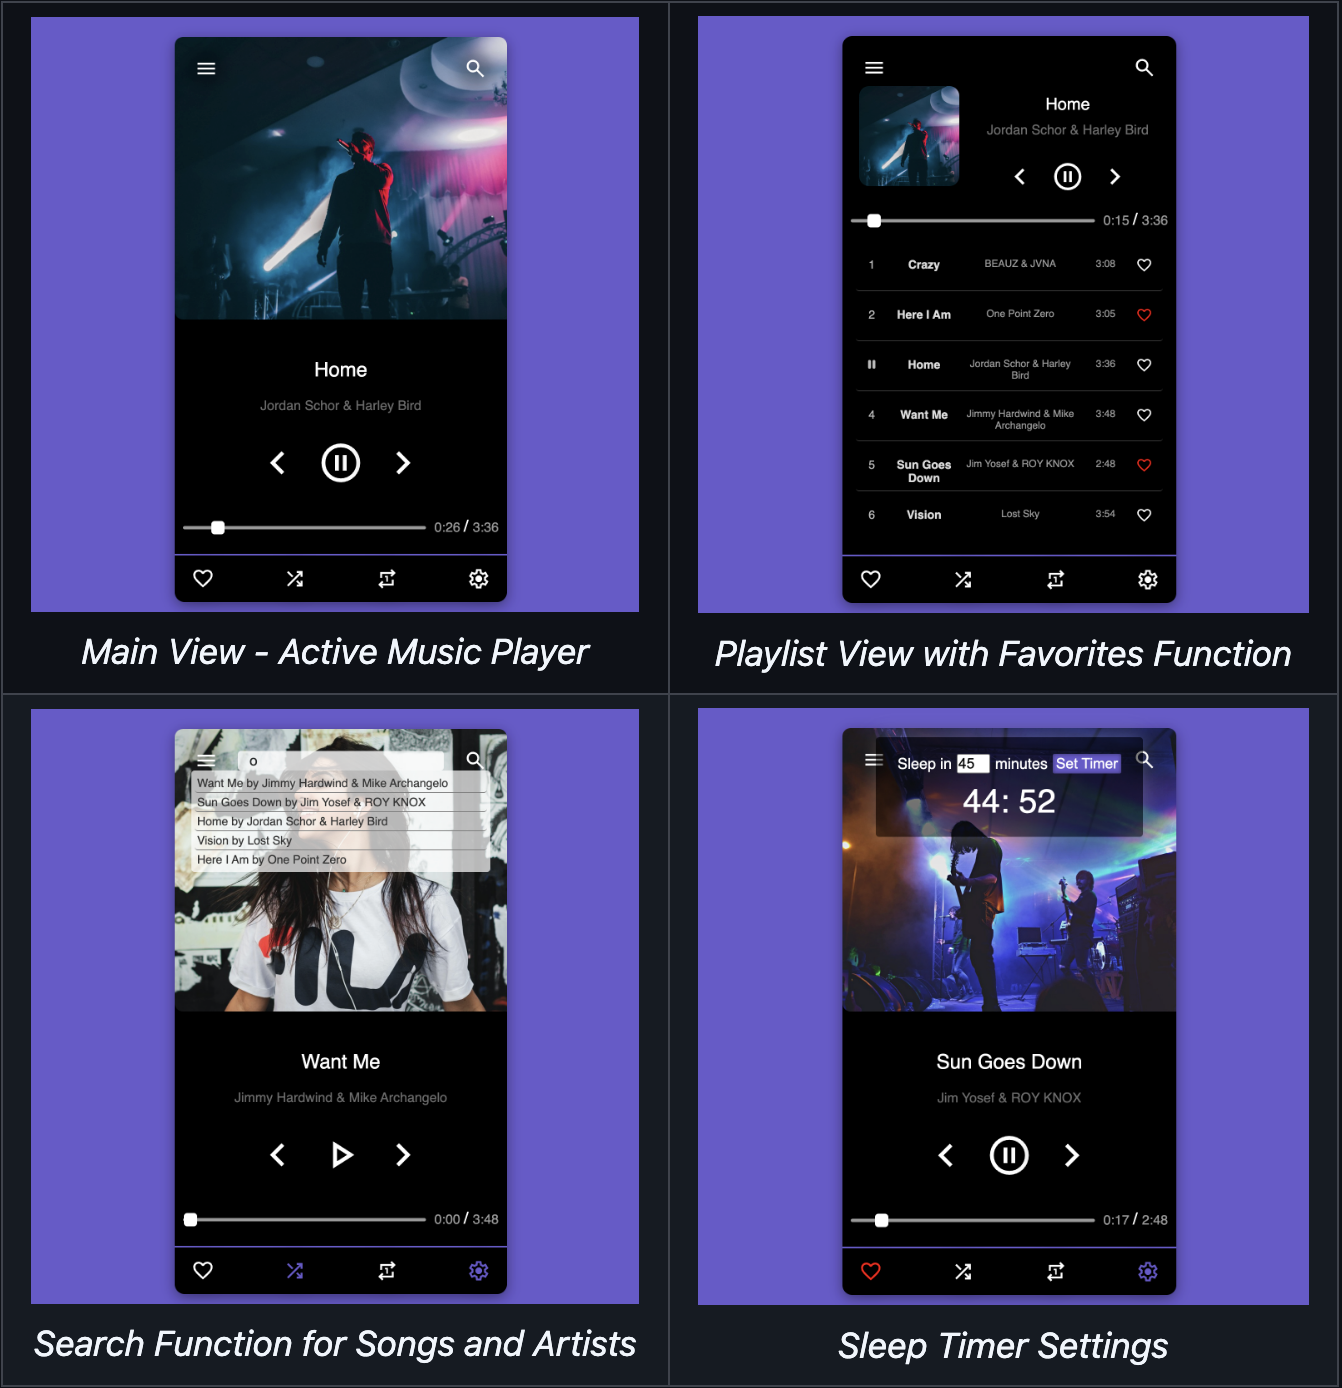 Home
Jordan Schor & Harley Bird
0:26 / 3:36
Main View - Active Music Player
Home
Jordan Schor & Harley Bird
0:15 / 3:36
1 Crazy BEAUZ & JVNA 3:08
2 Here I Am One Point Zero 3:05
Home Jordan Schor & Harley 3:36
Bird
4 Want Me Jimmy Hardwind & Mike 3:48
Archangelo
5 Sun Goes Jim Yosef & ROY KNOX 2:48
Down
6 Vision Lost Sky 3:54
Playlist View with Favorites Function
o
Want Me by Jimmy Hardwind & Mike Archangelo
Sun Goes Down by Jim Yosef & ROY KNOX
Home by Jordan Schor & Harley Bird
Vision by Lost Sky
Here I Am by One Point Zero
Want Me
Jimmy Hardwind & Mike Archangelo
0:00 / 3:48
Search Function for Songs and Artists
Sleep in 45 minutes Set Timer
44: 52
Sun Goes Down
Jim Yosef & ROY KNOX
0:17 / 2:48
Sleep Timer Settings